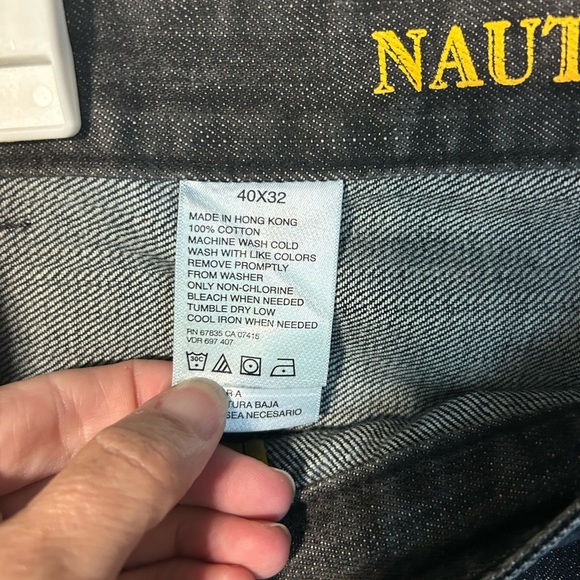 NAUT
40X32
MADE IN HONG KONG
100% COTTON
MACHINE WASH COLD
WASH WITH LIKE COLORS
REMOVE PROMPTLY
FROM WASHER
ONLY NON-CHLORINE
BLEACH WHEN NEEDED
TUMBLE DRY LOW
COOL IRON WHEN NEEDED
RN 67835 CA 07415
VDR 697 407
30C
R A
TURA BAJA
SEA NECESARIO